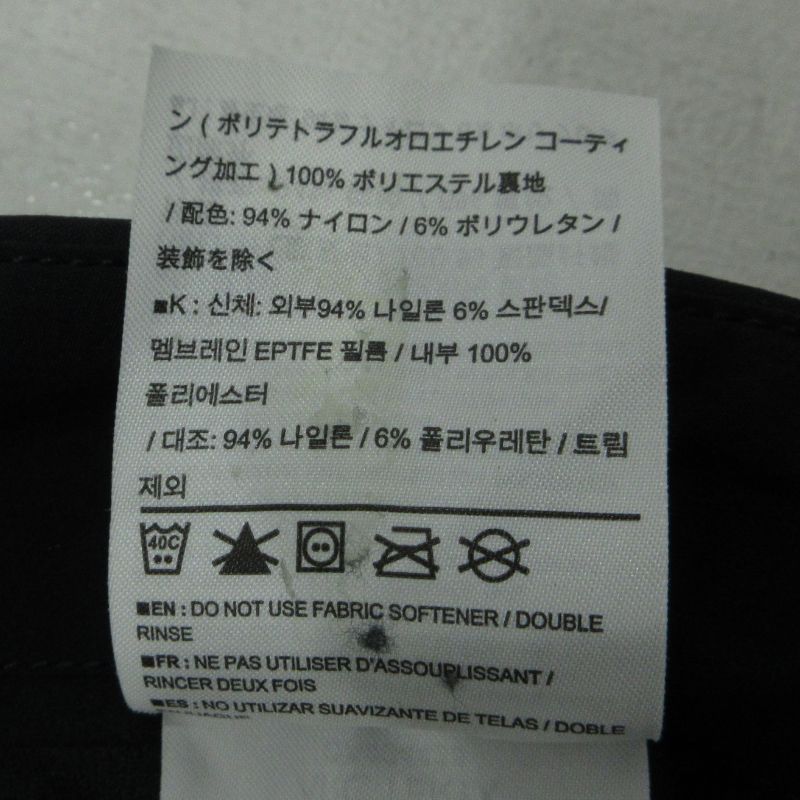 ン ( ポリテトラフルオロエチレン コーティ
ング加工 ) 100% ポリエステル裏地
/ 配色: 94% ナイロン / 6% ポリウレタン /
装飾を除く
■K : 신체: 외부94% 나일론 6% 스판덱스/
멤브레인 EPTFE 필름 / 내부 100%
폴리에스터
/ 대조: 94% 나일론 / 6% 폴리우레탄 / 트림
제외
40C
■EN : DO NOT USE FABRIC SOFTENER / DOUBLE
RINSE
■FR : NE PAS UTILISER D'ASSOUPLISSANT /
RINCER DEUX FOIS
■ES : NO UTILIZAR SUAVIZANTE DE TELAS / DOBLE